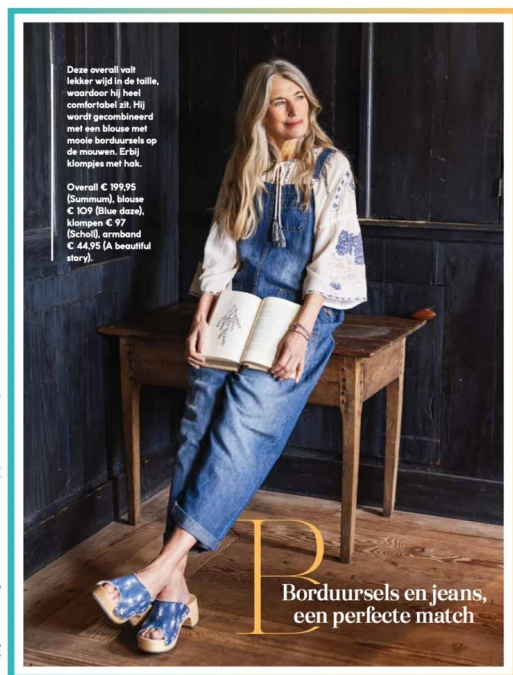 Deze overall valt
lekker wijd in de taille,
waardoor hij heel
comfortabel zit. Hij
wordt gecombineerd
met een blouse met
mooie borduursels op
de mouwen. Erbij
klompjes met hak.
Overall € 199,95
(Summum), blouse
€ 109 (Blue daze),
klompen € 97
(Scholl), armband
€ 44,95 (A beautiful
story).
B
Borduursels en jeans,
een perfecte match